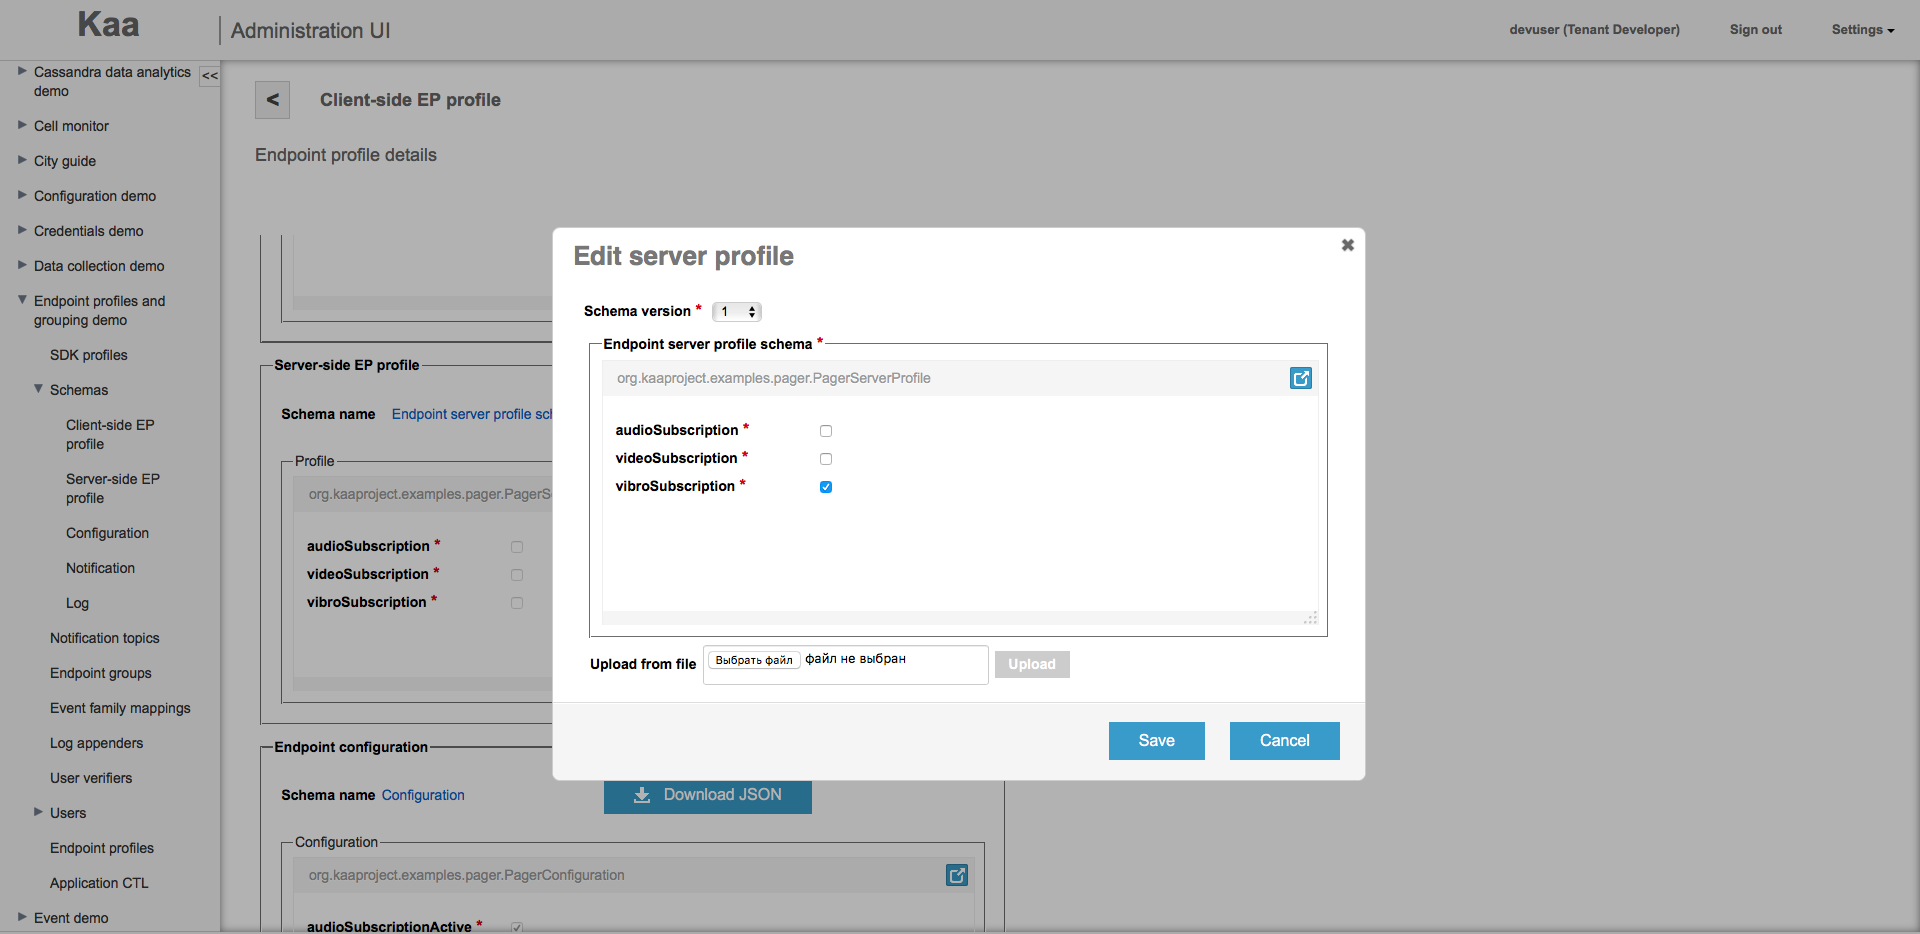 Kaa
Administration UI
devuser (Tenant Developer)
Sign out
Settings
<<
Cassandra data analytics
demo
Cell monitor
City guide
Configuration demo
Credentials demo
Data collection demo
Endpoint profiles and
grouping demo
SDK profiles
Schemas
Client-side EP
profile
Server-side EP
profile
Configuration
Notification
Log
Notification topics
Endpoint groups
Event family mappings
Log appenders
User verifiers
Users
Endpoint profiles
Application CTL
Event demo
<
Client-side EP profile
Endpoint profile details
Server-side EP profile
Schema name Endpoint server profile
Profile
org.kaaproject.examples.pager.PagerS
audioSubscription *
videoSubscription *
vibroSubscription *
Endpoint configuration
Schema name Configuration
Download JSON
Configuration
org.kaaproject.examples.pager.PagerConfiguration
audioSubscriptionActive *
Edit server profile
Schema version * 1
Endpoint server profile schema *
org.kaaproject.examples.pager.PagerServerProfile
audioSubscription *
videoSubscription *
vibroSubscription *
Upload from file Выбрать файл файл не выбран Upload
Save Cancel